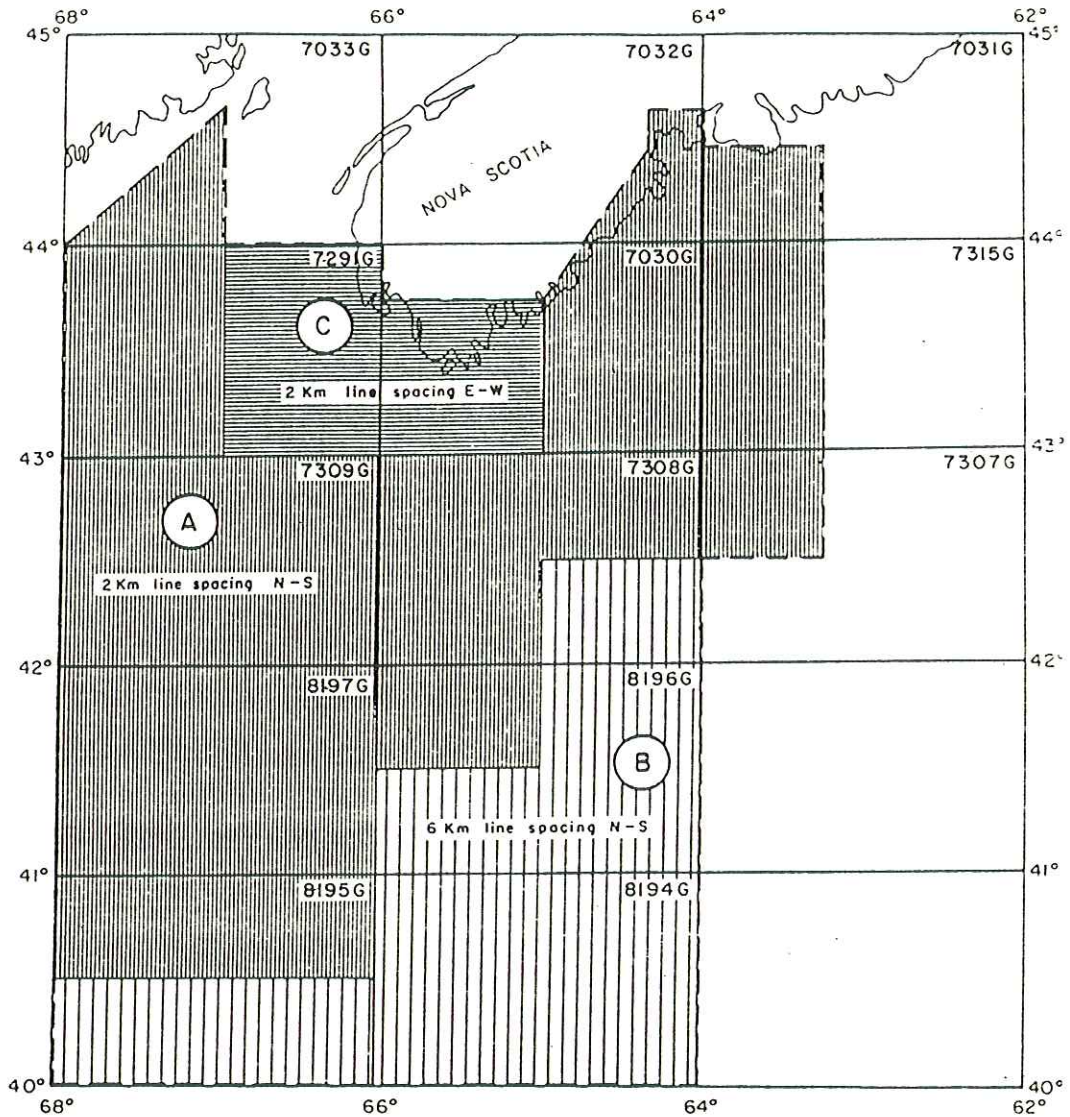 68° 66° 64° 62°
45° 7033G 7032G 7031G 45°
NOVA SCOTIA
44° 7291G 7030G 7315G 44°
C
2 Km line spacing E-W
43° 7309G 7308G 7307G 43°
A
2 Km line spacing N-S
42° 8197G 8196G 42°
B
6 Km line spacing N-S
41° 8195G 8194G 41°
40° 40°
68° 66° 64° 62°